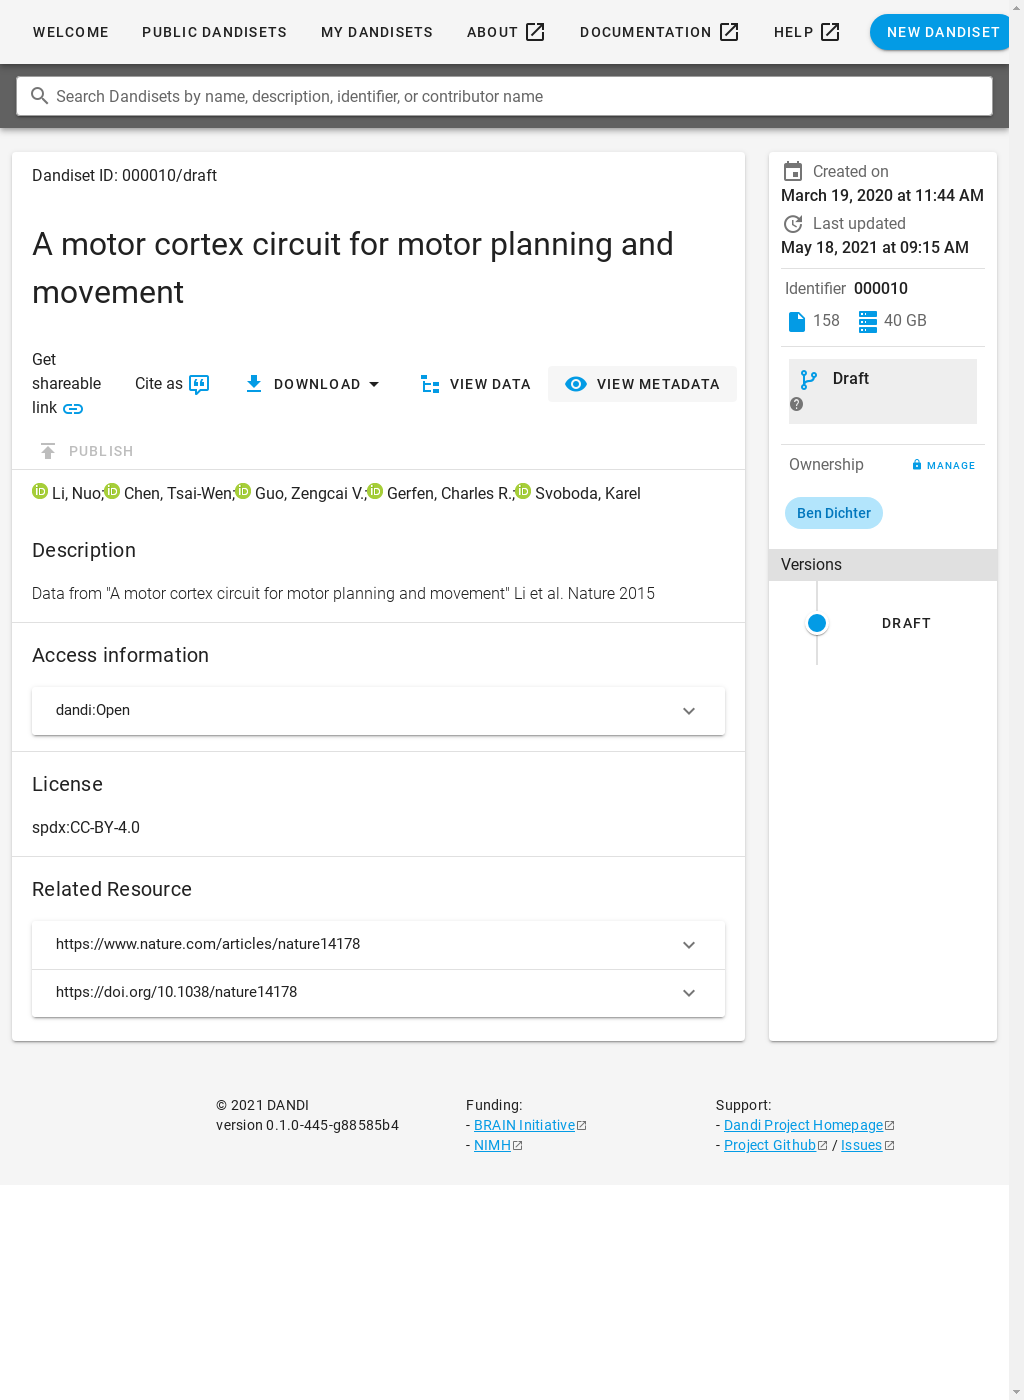 WELCOME PUBLIC DANDISETS MY DANDISETS ABOUT DOCUMENTATION HELP NEW DANDISET
Search Dandisets by name, description, identifier, or contributor name
Dandiset ID: 000010/draft
A motor cortex circuit for motor planning and
movement
Get
shareable
link
Cite as
DOWNLOAD
VIEW DATA
VIEW METADATA
PUBLISH
Li, Nuo; Chen, Tsai-Wen; Guo, Zengcai V.; Gerfen, Charles R.; Svoboda, Karel
Description
Data from "A motor cortex circuit for motor planning and movement" Li et al. Nature 2015
Access information
dandi:Open
License
spdx:CC-BY-4.0
Related Resource
https://www.nature.com/articles/nature14178
https://doi.org/10.1038/nature14178
Created on
March 19, 2020 at 11:44 AM
Last updated
May 18, 2021 at 09:15 AM
Identifier 000010
158 40 GB
Draft
Ownership MANAGE
Ben Dichter
Versions
DRAFT
© 2021 DANDI
version 0.1.0-445-g88585b4
Funding:
- BRAIN Initiative
- NIMH
Support:
- Dandi Project Homepage
- Project Github / Issues